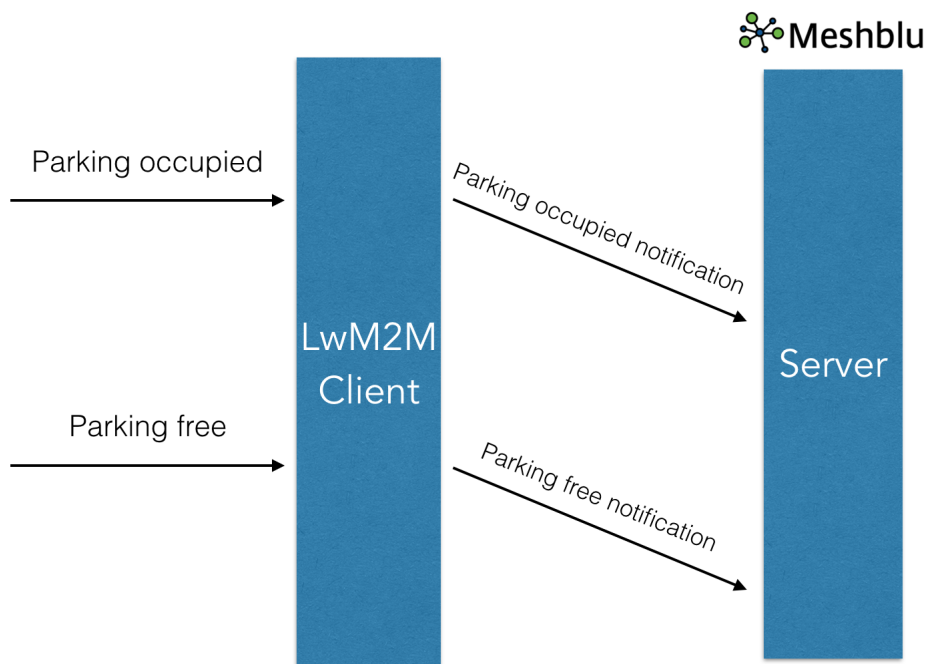 Meshblu
Parking occupied
Parking occupied notification
LwM2M
Client
Server
Parking free
Parking free notification